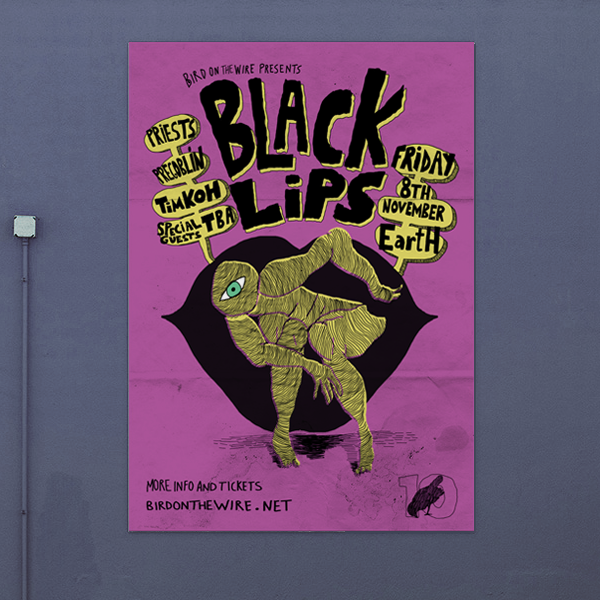 BIRD ON THE WIRE PRESENTS
BLACK
LiPS
PRiESTS
PREGOBLIN
TiMKOH
SPECIAL GUESTS TBA
FRiDAY
8TH
NOVEMBER
EartH
MORE INFO AND TICKETS
BIRDONTHEWIRE.NET
10